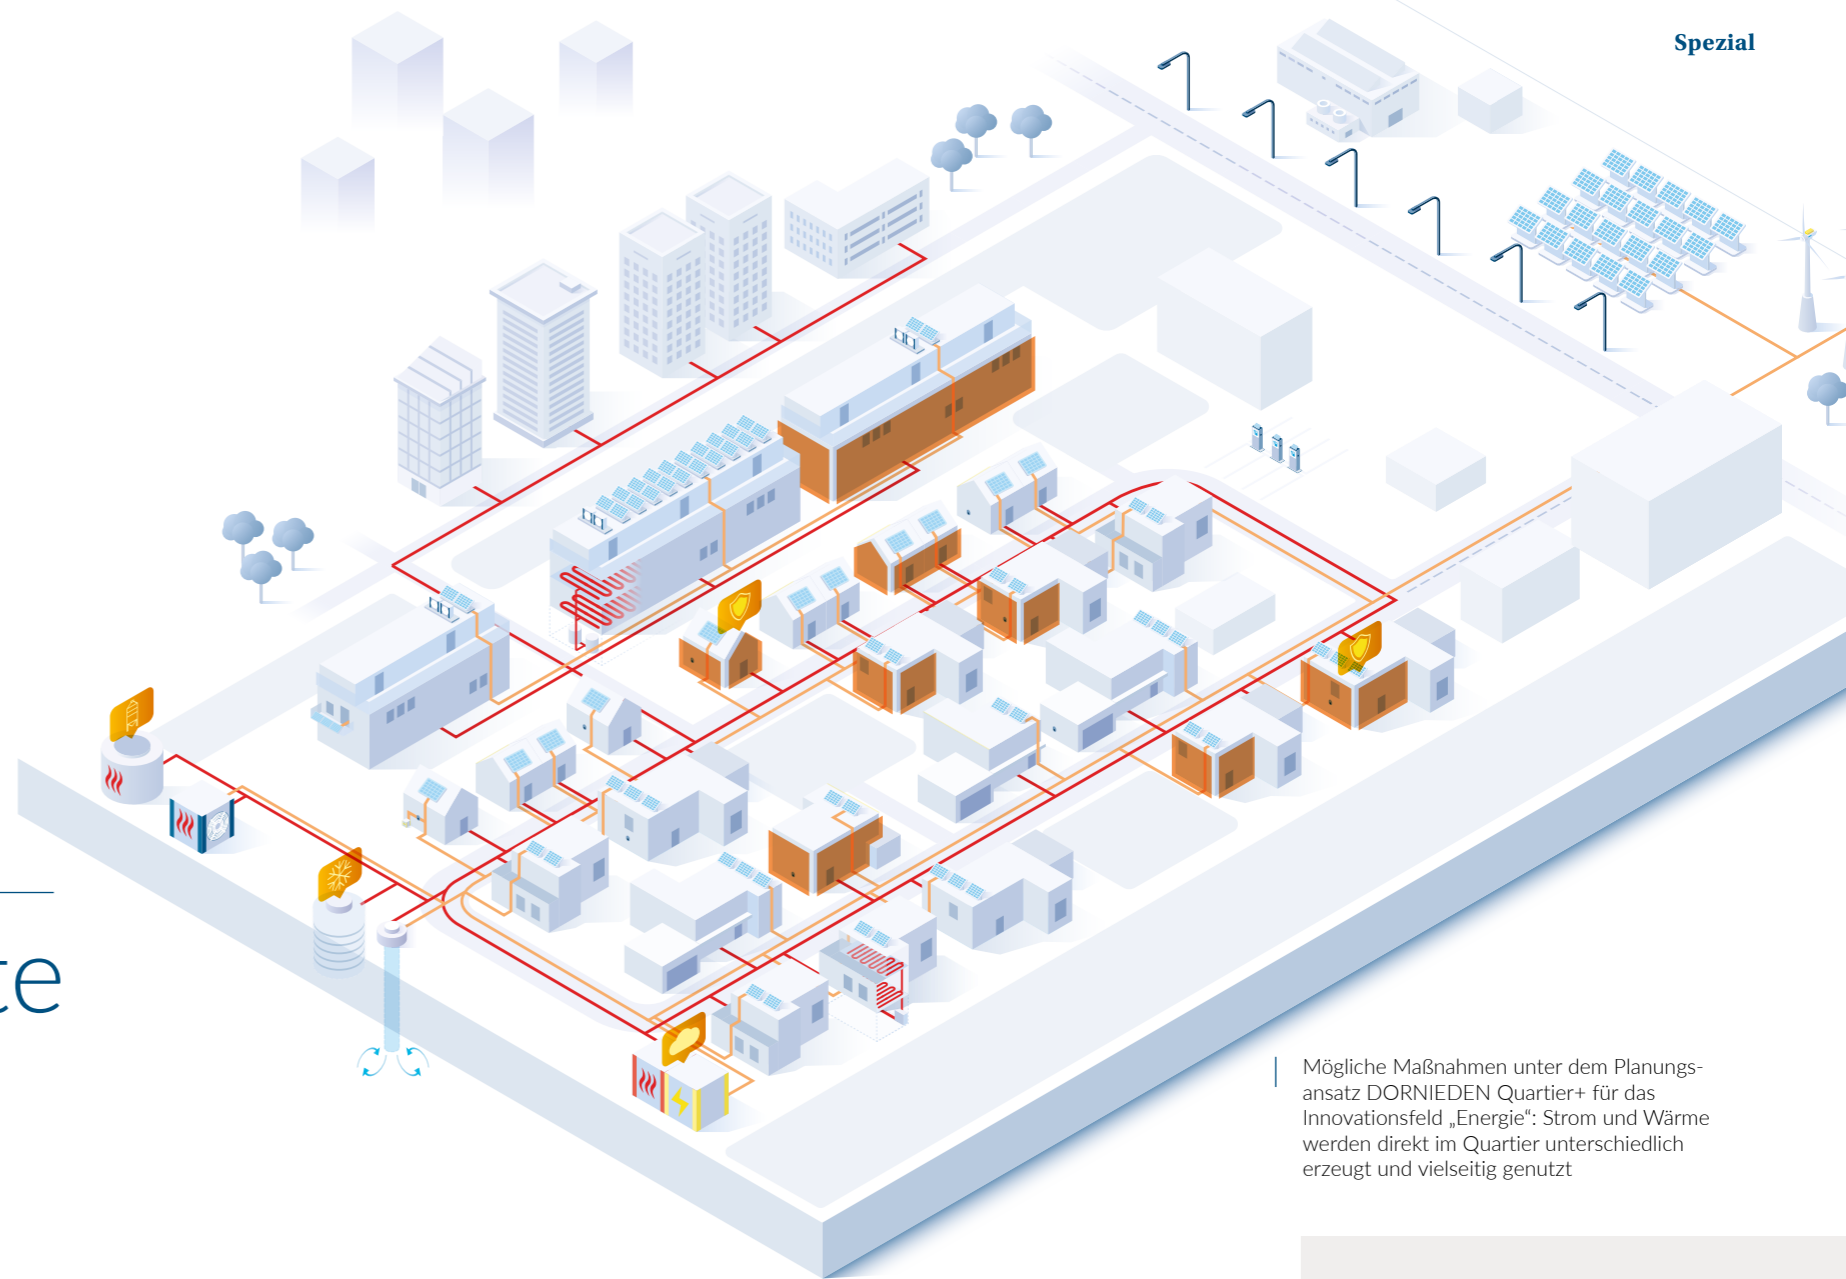 Spezial
te
Mögliche Maßnahmen unter dem Planungs-
ansatz DORNIEDEN Quartier+ für das
Innovationsfeld „Energie“: Strom und Wärme
werden direkt im Quartier unterschiedlich
erzeugt und vielseitig genutzt